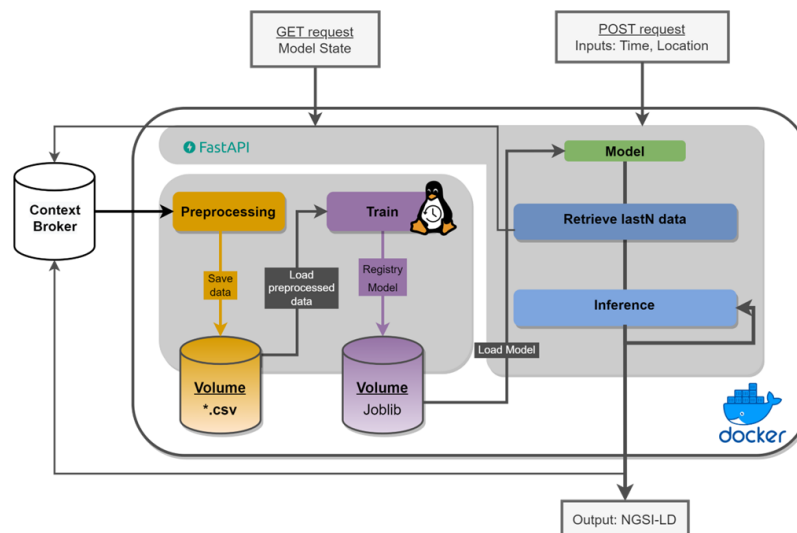 GET request
Model State
POST request
Inputs: Time, Location
FastAPI
Model
Context
Broker
Preprocessing
Train
Retrieve lastN data
Save
data
Load
preprocessed
data
Registry
Model
Inference
Load Model
Volume
*.csv
Volume
Joblib
docker
Output: NGSI-LD